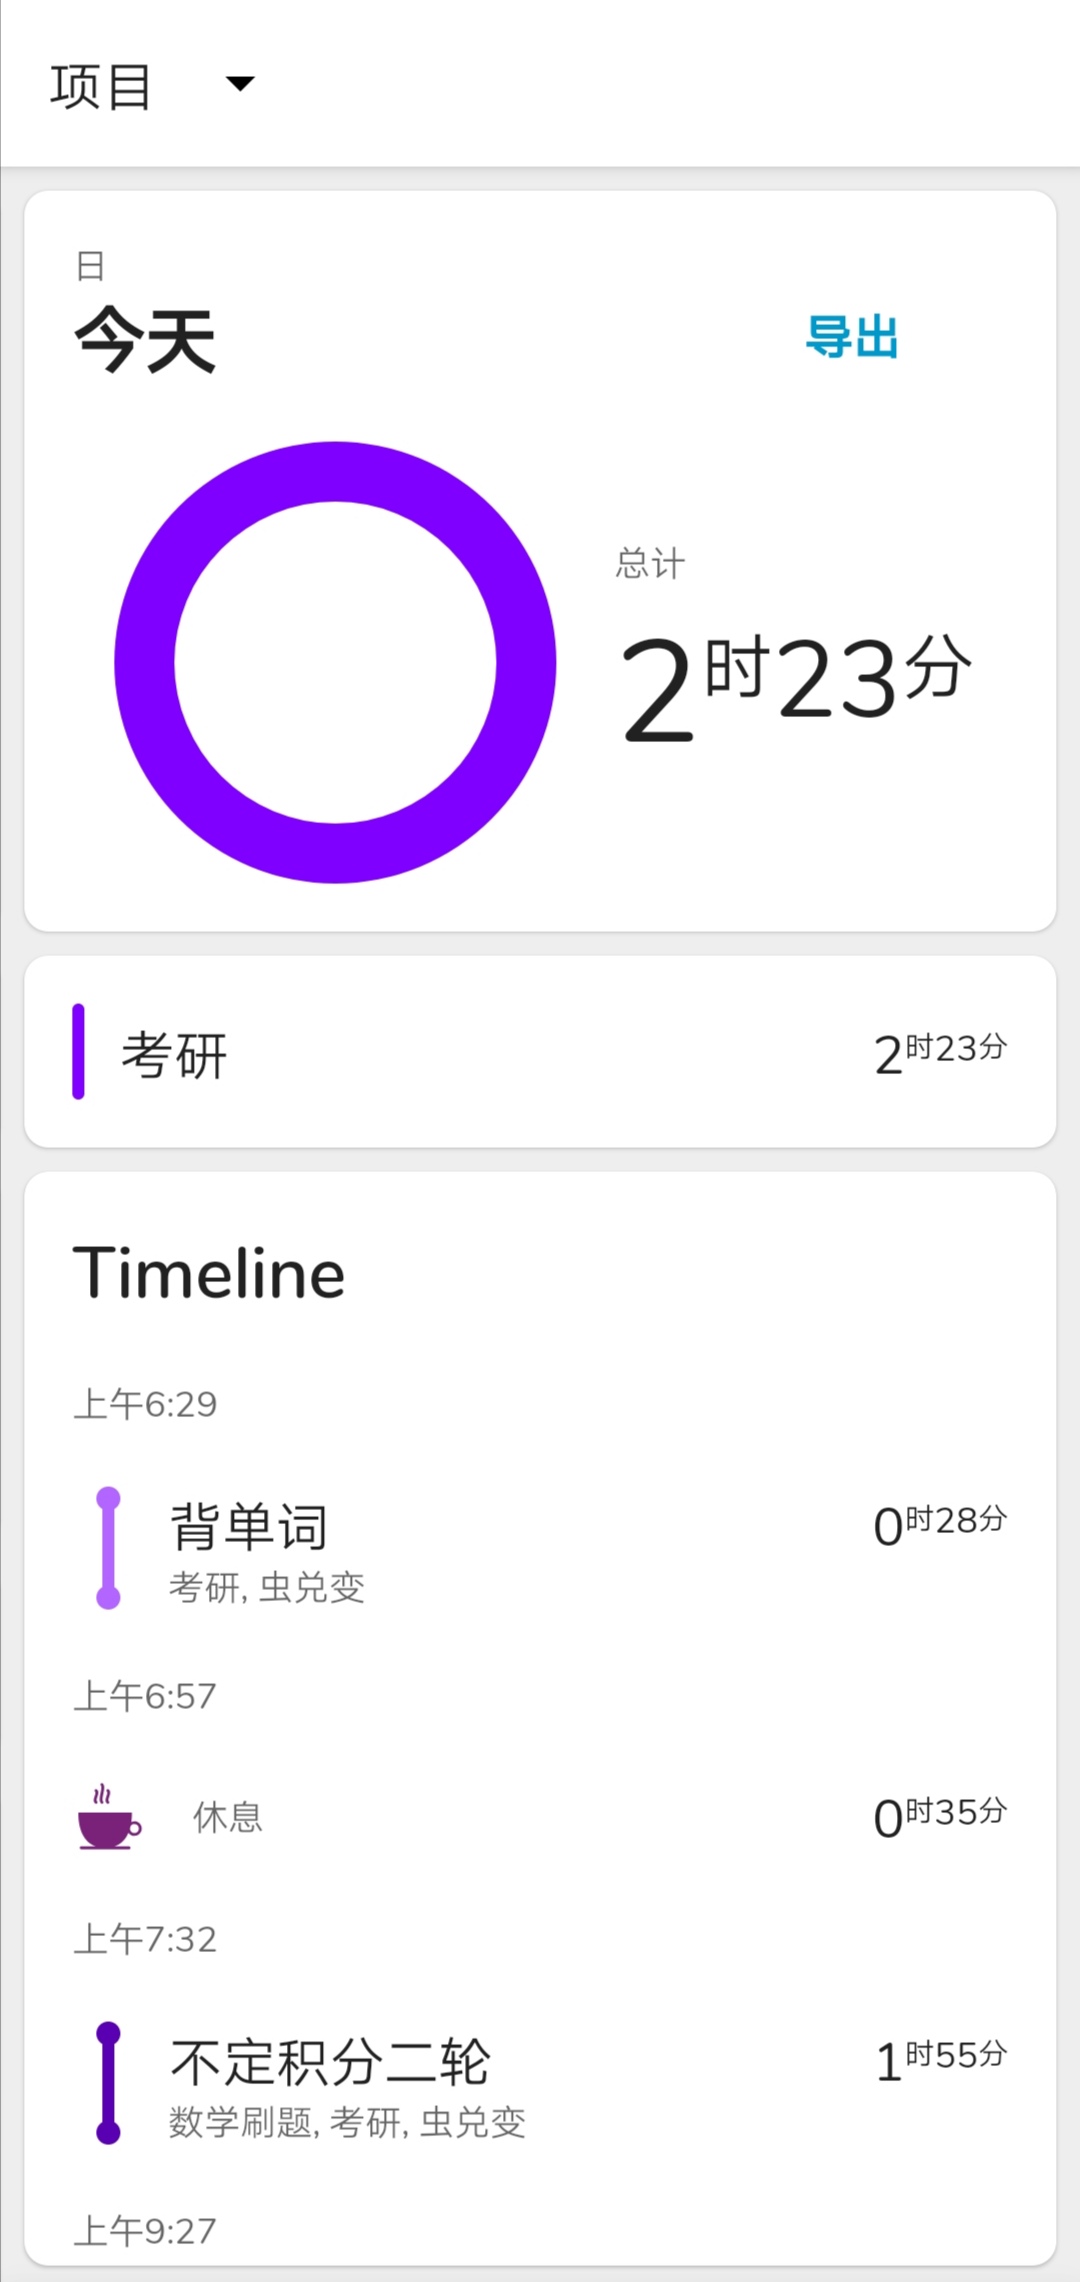 项目
日
今天
导出
总计
2时23分
考研 2时23分
Timeline
上午6:29
背单词 0时28分
考研, 虫兑变
上午6:57
休息 0时35分
上午7:32
不定积分二轮 1时55分
数学刷题, 考研, 虫兑变
上午9:27